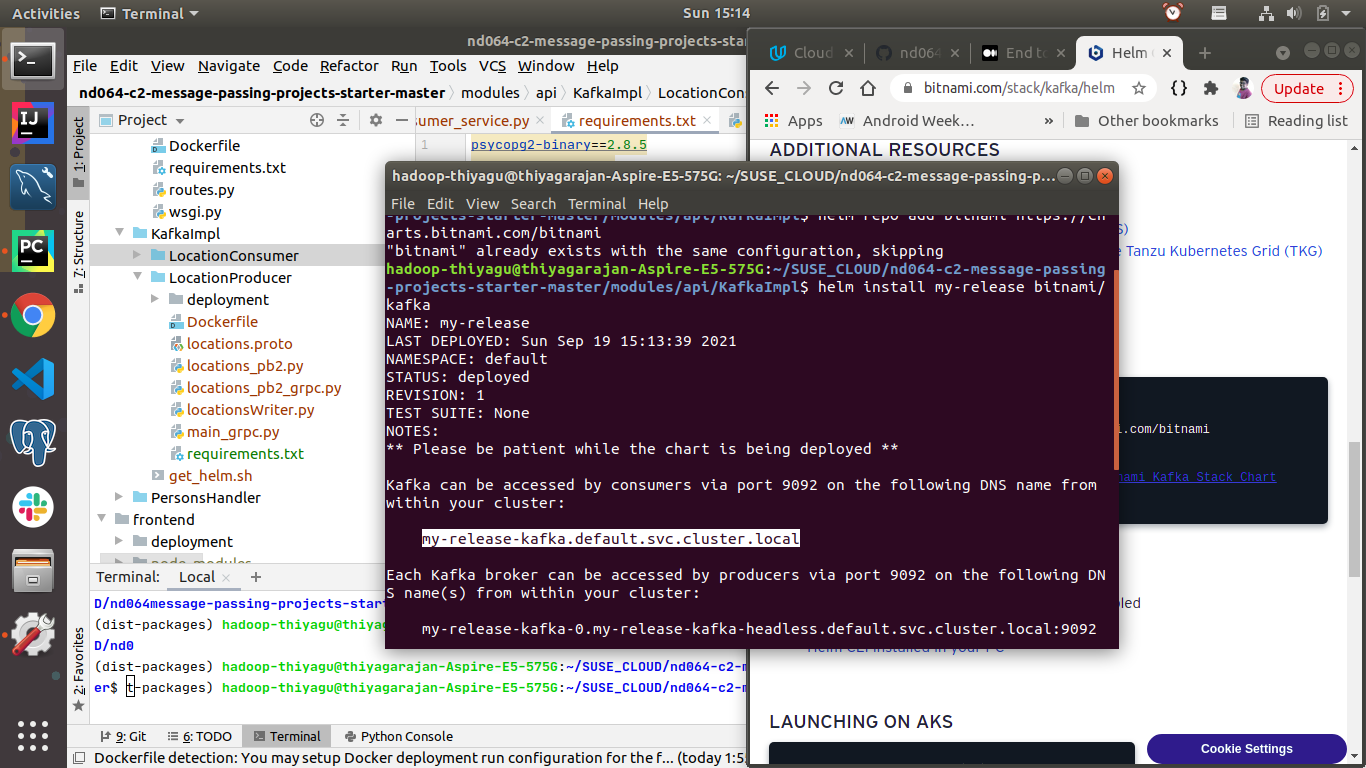 Activities Terminal Sun 15:14
nd064-c2-message-passing-projects-star
File Edit View Navigate Code Refactor Run Tools VCS Window Help
nd064-c2-message-passing-projects-starter-master modules api KafkaImpl LocationCons
Project
sumer_service.py
requirements.txt
1
psycopg2-binary==2.8.5
1: Project
7: Structure
2: Favorites
Dockerfile
requirements.txt
routes.py
wsgi.py
KafkaImpl
LocationConsumer
LocationProducer
deployment
Dockerfile
locations.proto
locations_pb2.py
locations_pb2_grpc.py
locationsWriter.py
main_grpc.py
requirements.txt
get_helm.sh
PersonsHandler
frontend
deployment
node_modules
Terminal: Local
D/nd064message-passing-projects-start
(dist-packages) hadoop-thiyagu@thiyag
D/nd0
(dist-packages) hadoop-thiyagu@thiyagarajan-Aspire-E5-575G:~/SUSE_CLOUD/nd064-c2-m
er$ t-packages) hadoop-thiyagu@thiyagarajan-Aspire-E5-575G:~/SUSE_CLOUD/nd064-c2-m
9: Git 6: TODO Terminal Python Console
Dockerfile detection: You may setup Docker deployment run configuration for the f... (today 1:5
hadoop-thiyagu@thiyagarajan-Aspire-E5-575G: ~/SUSE_CLOUD/nd064-c2-message-passing-p...
File Edit View Search Terminal Help
-projects-starter-master/modules/api/KafkaImpl$ helm repo add bitnami https://ch
arts.bitnami.com/bitnami
"bitnami" already exists with the same configuration, skipping
hadoop-thiyagu@thiyagarajan-Aspire-E5-575G:~/SUSE_CLOUD/nd064-c2-message-passing
-projects-starter-master/modules/api/KafkaImpl$ helm install my-release bitnami/
kafka
NAME: my-release
LAST DEPLOYED: Sun Sep 19 15:13:39 2021
NAMESPACE: default
STATUS: deployed
REVISION: 1
TEST SUITE: None
NOTES:
** Please be patient while the chart is being deployed **
Kafka can be accessed by consumers via port 9092 on the following DNS name from
within your cluster:
my-release-kafka.default.svc.cluster.local
Each Kafka broker can be accessed by producers via port 9092 on the following DN
S name(s) from within your cluster:
my-release-kafka-0.my-release-kafka-headless.default.svc.cluster.local:9092
Cloud nd064 End to Helm
bitnami.com/stack/kafka/helm Update
Apps Android Week… » Other bookmarks Reading list
ADDITIONAL RESOURCES
S)
e Tanzu Kubernetes Grid (TKG)
.com/bitnami
nami Kafka Stack Chart
led
Helm CLI installed in your PC
LAUNCHING ON AKS
Cookie Settings